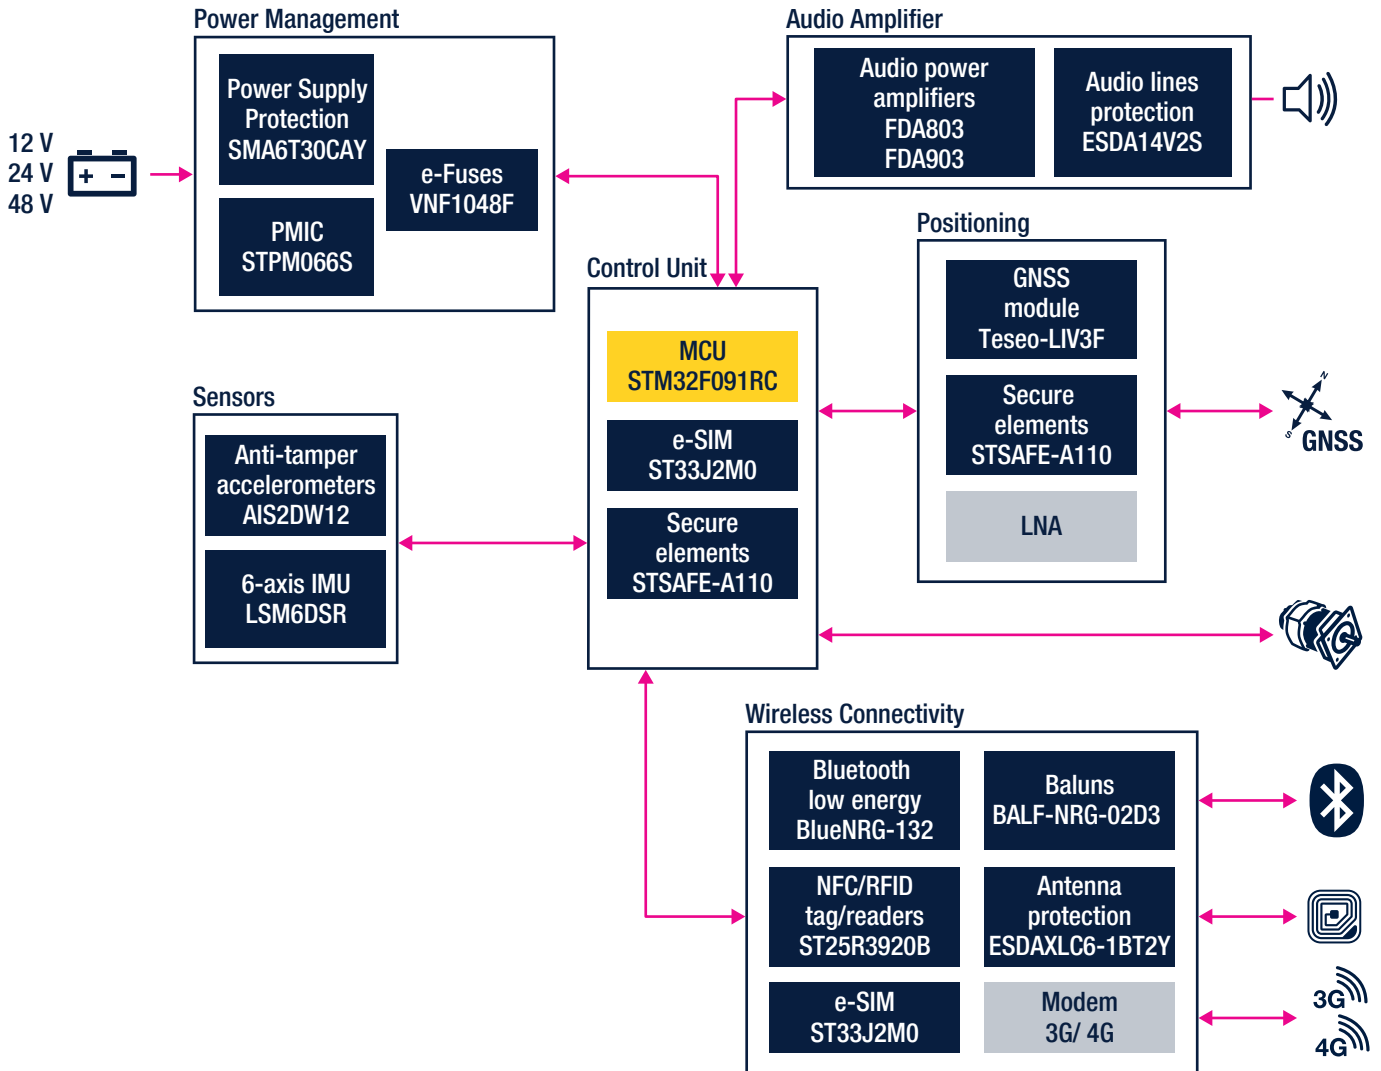 Power Management
Power Supply
Protection
SMA6T30CAY
e-Fuses
VNF1048F
PMIC
STPM066S
12 V
24 V
48 V
+ −
Audio Amplifier
Audio power
amplifiers
FDA803
FDA903
Audio lines
protection
ESDA14V2S
Control Unit
MCU
STM32F091RC
e-SIM
ST33J2M0
Secure
elements
STSAFE-A110
Positioning
GNSS
module
Teseo-LIV3F
Secure
elements
STSAFE-A110
LNA
N
S
GNSS
Sensors
Anti-tamper
accelerometers
AIS2DW12
6-axis IMU
LSM6DSR
Wireless Connectivity
Bluetooth
low energy
BlueNRG-132
Baluns
BALF-NRG-02D3
NFC/RFID
tag/readers
ST25R3920B
Antenna
protection
ESDAXLC6-1BT2Y
e-SIM
ST33J2M0
Modem
3G/ 4G
3G
4G